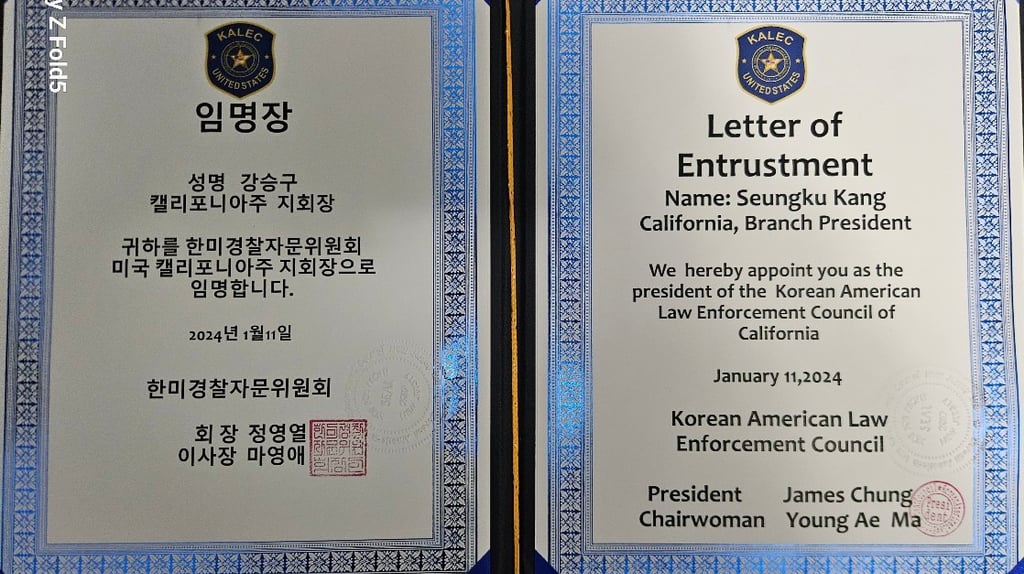 y Z Fold5
KALEC
UNITED STATES
임명장
성명 강승구
캘리포니아주 지회장
귀하를 한미경찰자문위원회
미국 캘리포니아주 지회장으로
임명합니다.
2024년 1월11일
한미경찰자문위원회
회 장 정영열
이사장 마영애
KALEC
UNITED STATES
Letter of
Entrustment
Name: Seungku Kang
California, Branch President
We hereby appoint you as the
president of the Korean American
Law Enforcement Council of
California
January 11,2024
Korean American Law
Enforcement Council
President James Chung
Chairwoman Young Ae Ma